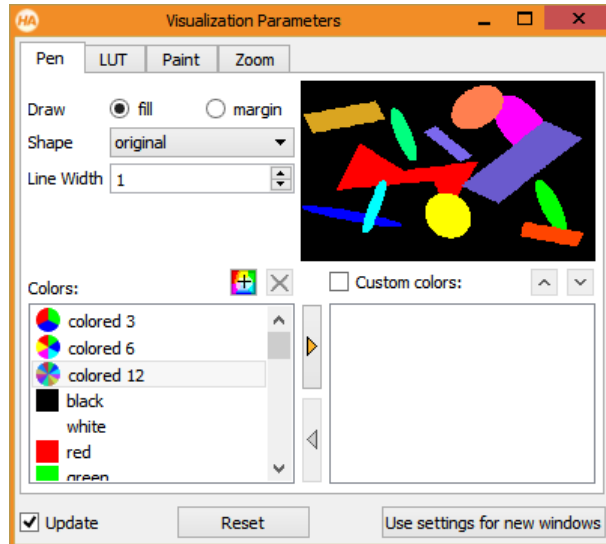 HA Visualization Parameters
Pen LUT Paint Zoom
Draw fill margin
Shape original
Line Width 1
Colors: Custom colors:
colored 3
colored 6
colored 12
black
white
red
green
Update Reset Use settings for new windows